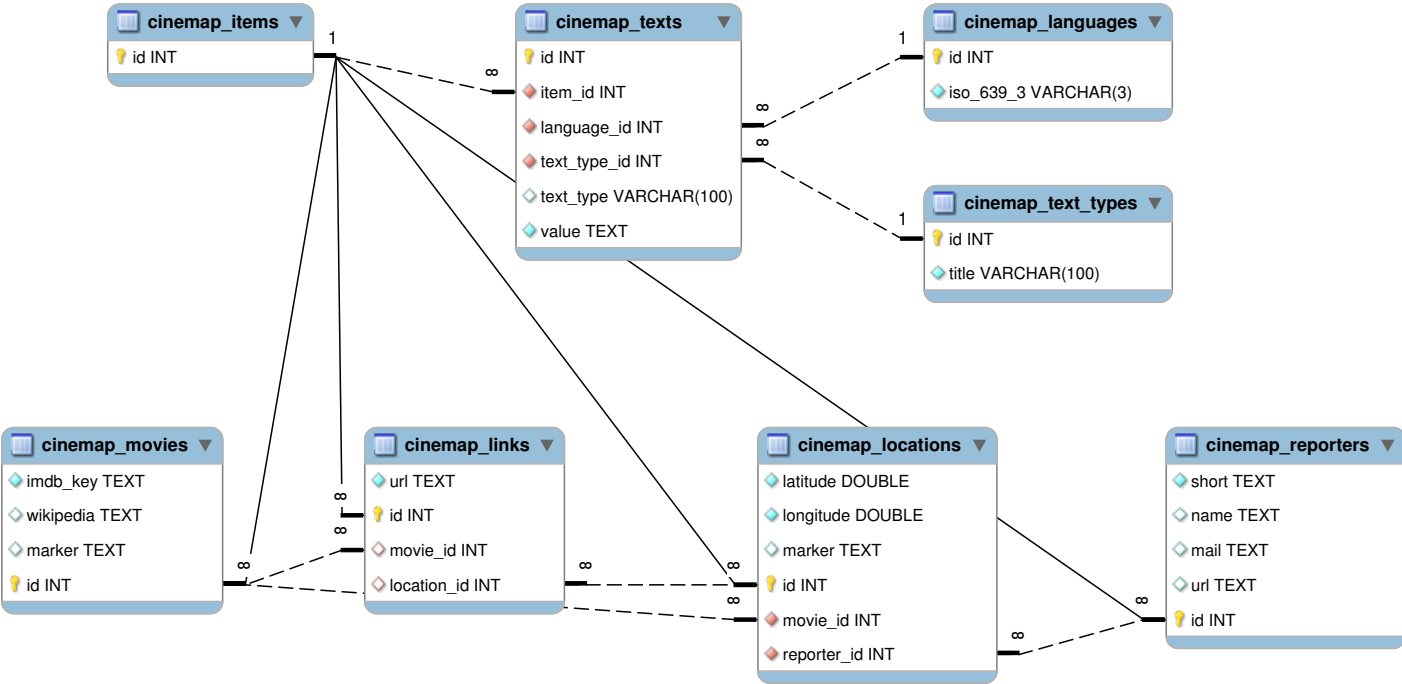 cinemap_items
id INT
1
∞
cinemap_texts
id INT
item_id INT
language_id INT
text_type_id INT
text_type VARCHAR(100)
value TEXT
∞
∞
1
cinemap_languages
id INT
iso_639_3 VARCHAR(3)
1
cinemap_text_types
id INT
title VARCHAR(100)
cinemap_movies
imdb_key TEXT
wikipedia TEXT
marker TEXT
id INT
∞
∞
∞
cinemap_links
url TEXT
id INT
movie_id INT
location_id INT
∞
∞
∞
cinemap_locations
latitude DOUBLE
longitude DOUBLE
marker TEXT
id INT
movie_id INT
reporter_id INT
∞
∞
cinemap_reporters
short TEXT
name TEXT
mail TEXT
url TEXT
id INT